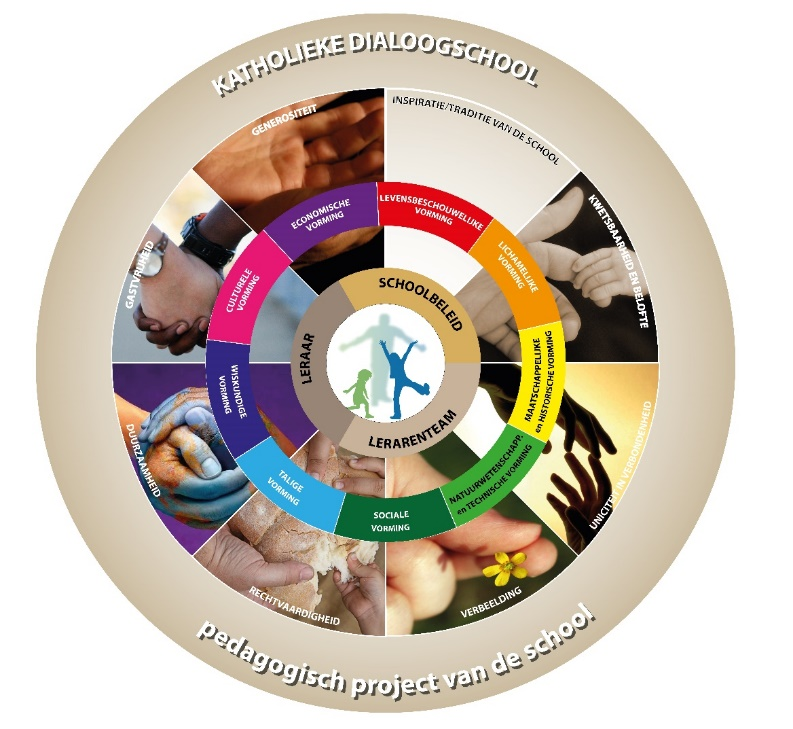 KATHOLIEKE DIALOOGSCHOOL
INSPIRATIE/TRADITIE VAN DE SCHOOL
KWETSBAARHEID EN BELOFTE
UNICITEIT IN VERBONDENHEID
VERBEELDING
RECHTVAARDIGHEID
DUURZAAMHEID
GASTVRIJHEID
GENEROSITEIT
LEVENSBESCHOUWELIJKE
VORMING
LICHAMELIJKE
VORMING
MAATSCHAPPELIJKE
en HISTORISCHE VORMING
NATUURWETENSCHAPP.
en TECHNISCHE VORMING
SOCIALE
VORMING
TALIGE
VORMING
WISKUNDIGE
VORMING
CULTURELE
VORMING
ECONOMISCHE
VORMING
SCHOOLBELEID
LERARENTEAM
LERAAR
pedagogisch project van de school